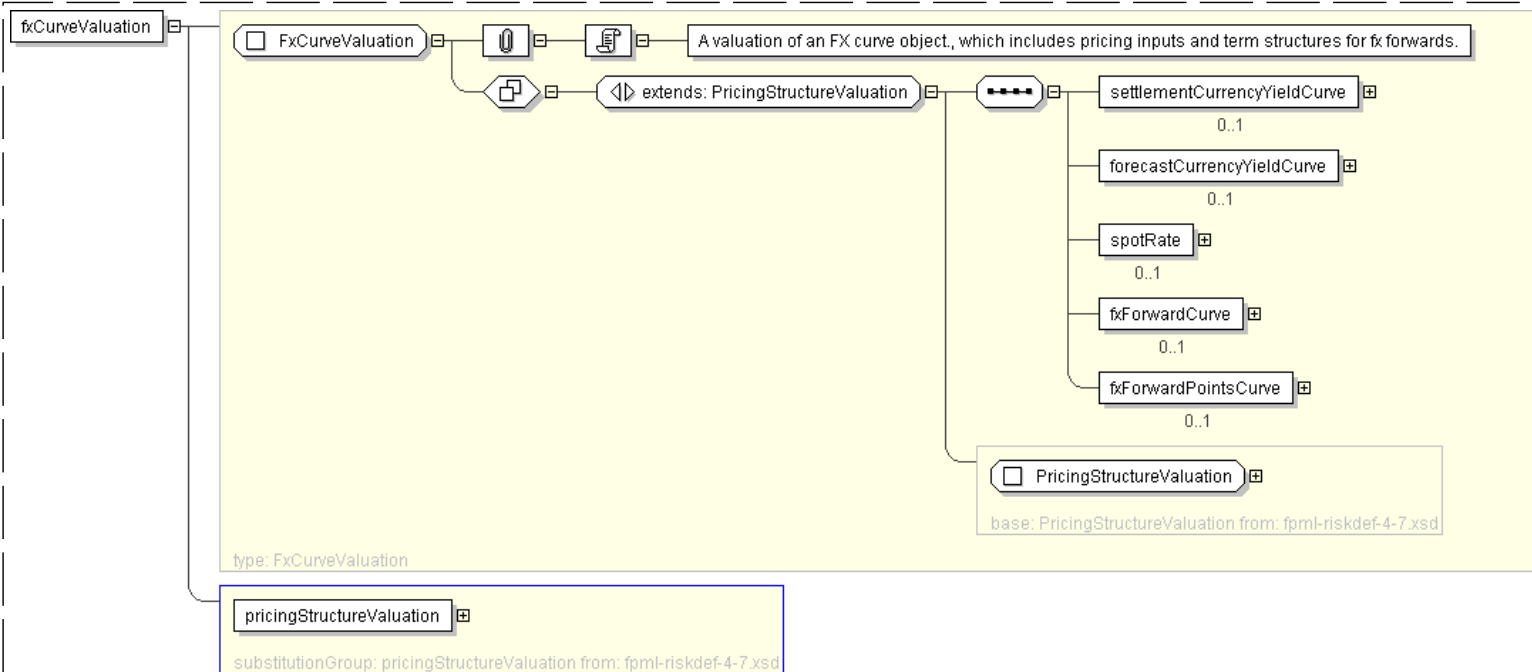 fxCurveValuation
FxCurveValuation
A valuation of an FX curve object., which includes pricing inputs and term structures for fx forwards.
extends: PricingStructureValuation
settlementCurrencyYieldCurve
0..1
forecastCurrencyYieldCurve
0..1
spotRate
0..1
fxForwardCurve
0..1
fxForwardPointsCurve
0..1
PricingStructureValuation
base: PricingStructureValuation from: fpml-riskdef-4-7.xsd
type: FxCurveValuation
pricingStructureValuation
substitutionGroup: pricingStructureValuation from: fpml-riskdef-4-7.xsd